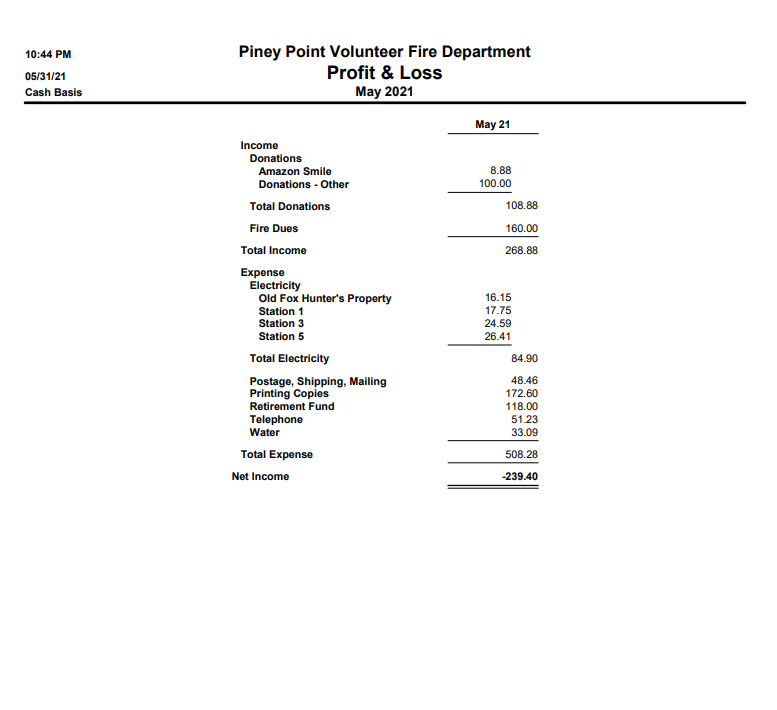 10:44 PM
Piney Point Volunteer Fire Department
05/31/21
Profit & Loss
Cash Basis
May 2021
May 21
Income
Donations
Amazon Smile 8.88
Donations - Other 100.00
Total Donations 108.88
Fire Dues 160.00
Total Income 268.88
Expense
Electricity
Old Fox Hunter's Property 16.15
Station 1 17.75
Station 3 24.59
Station 5 26.41
Total Electricity 84.90
Postage, Shipping, Mailing 48.46
Printing Copies 172.60
Retirement Fund 118.00
Telephone 51.23
Water 33.09
Total Expense 508.28
Net Income -239.40